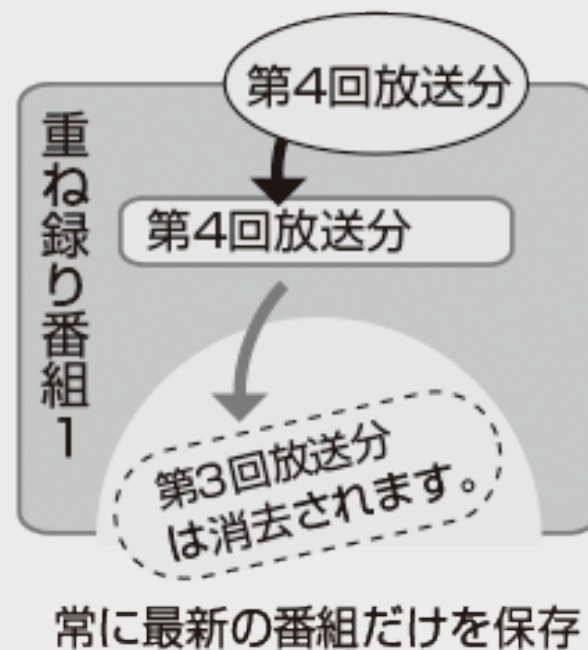 第4回放送分
重ね録り番組1
第4回放送分
第3回放送分
は消去されます。
常に最新の番組だけを保存